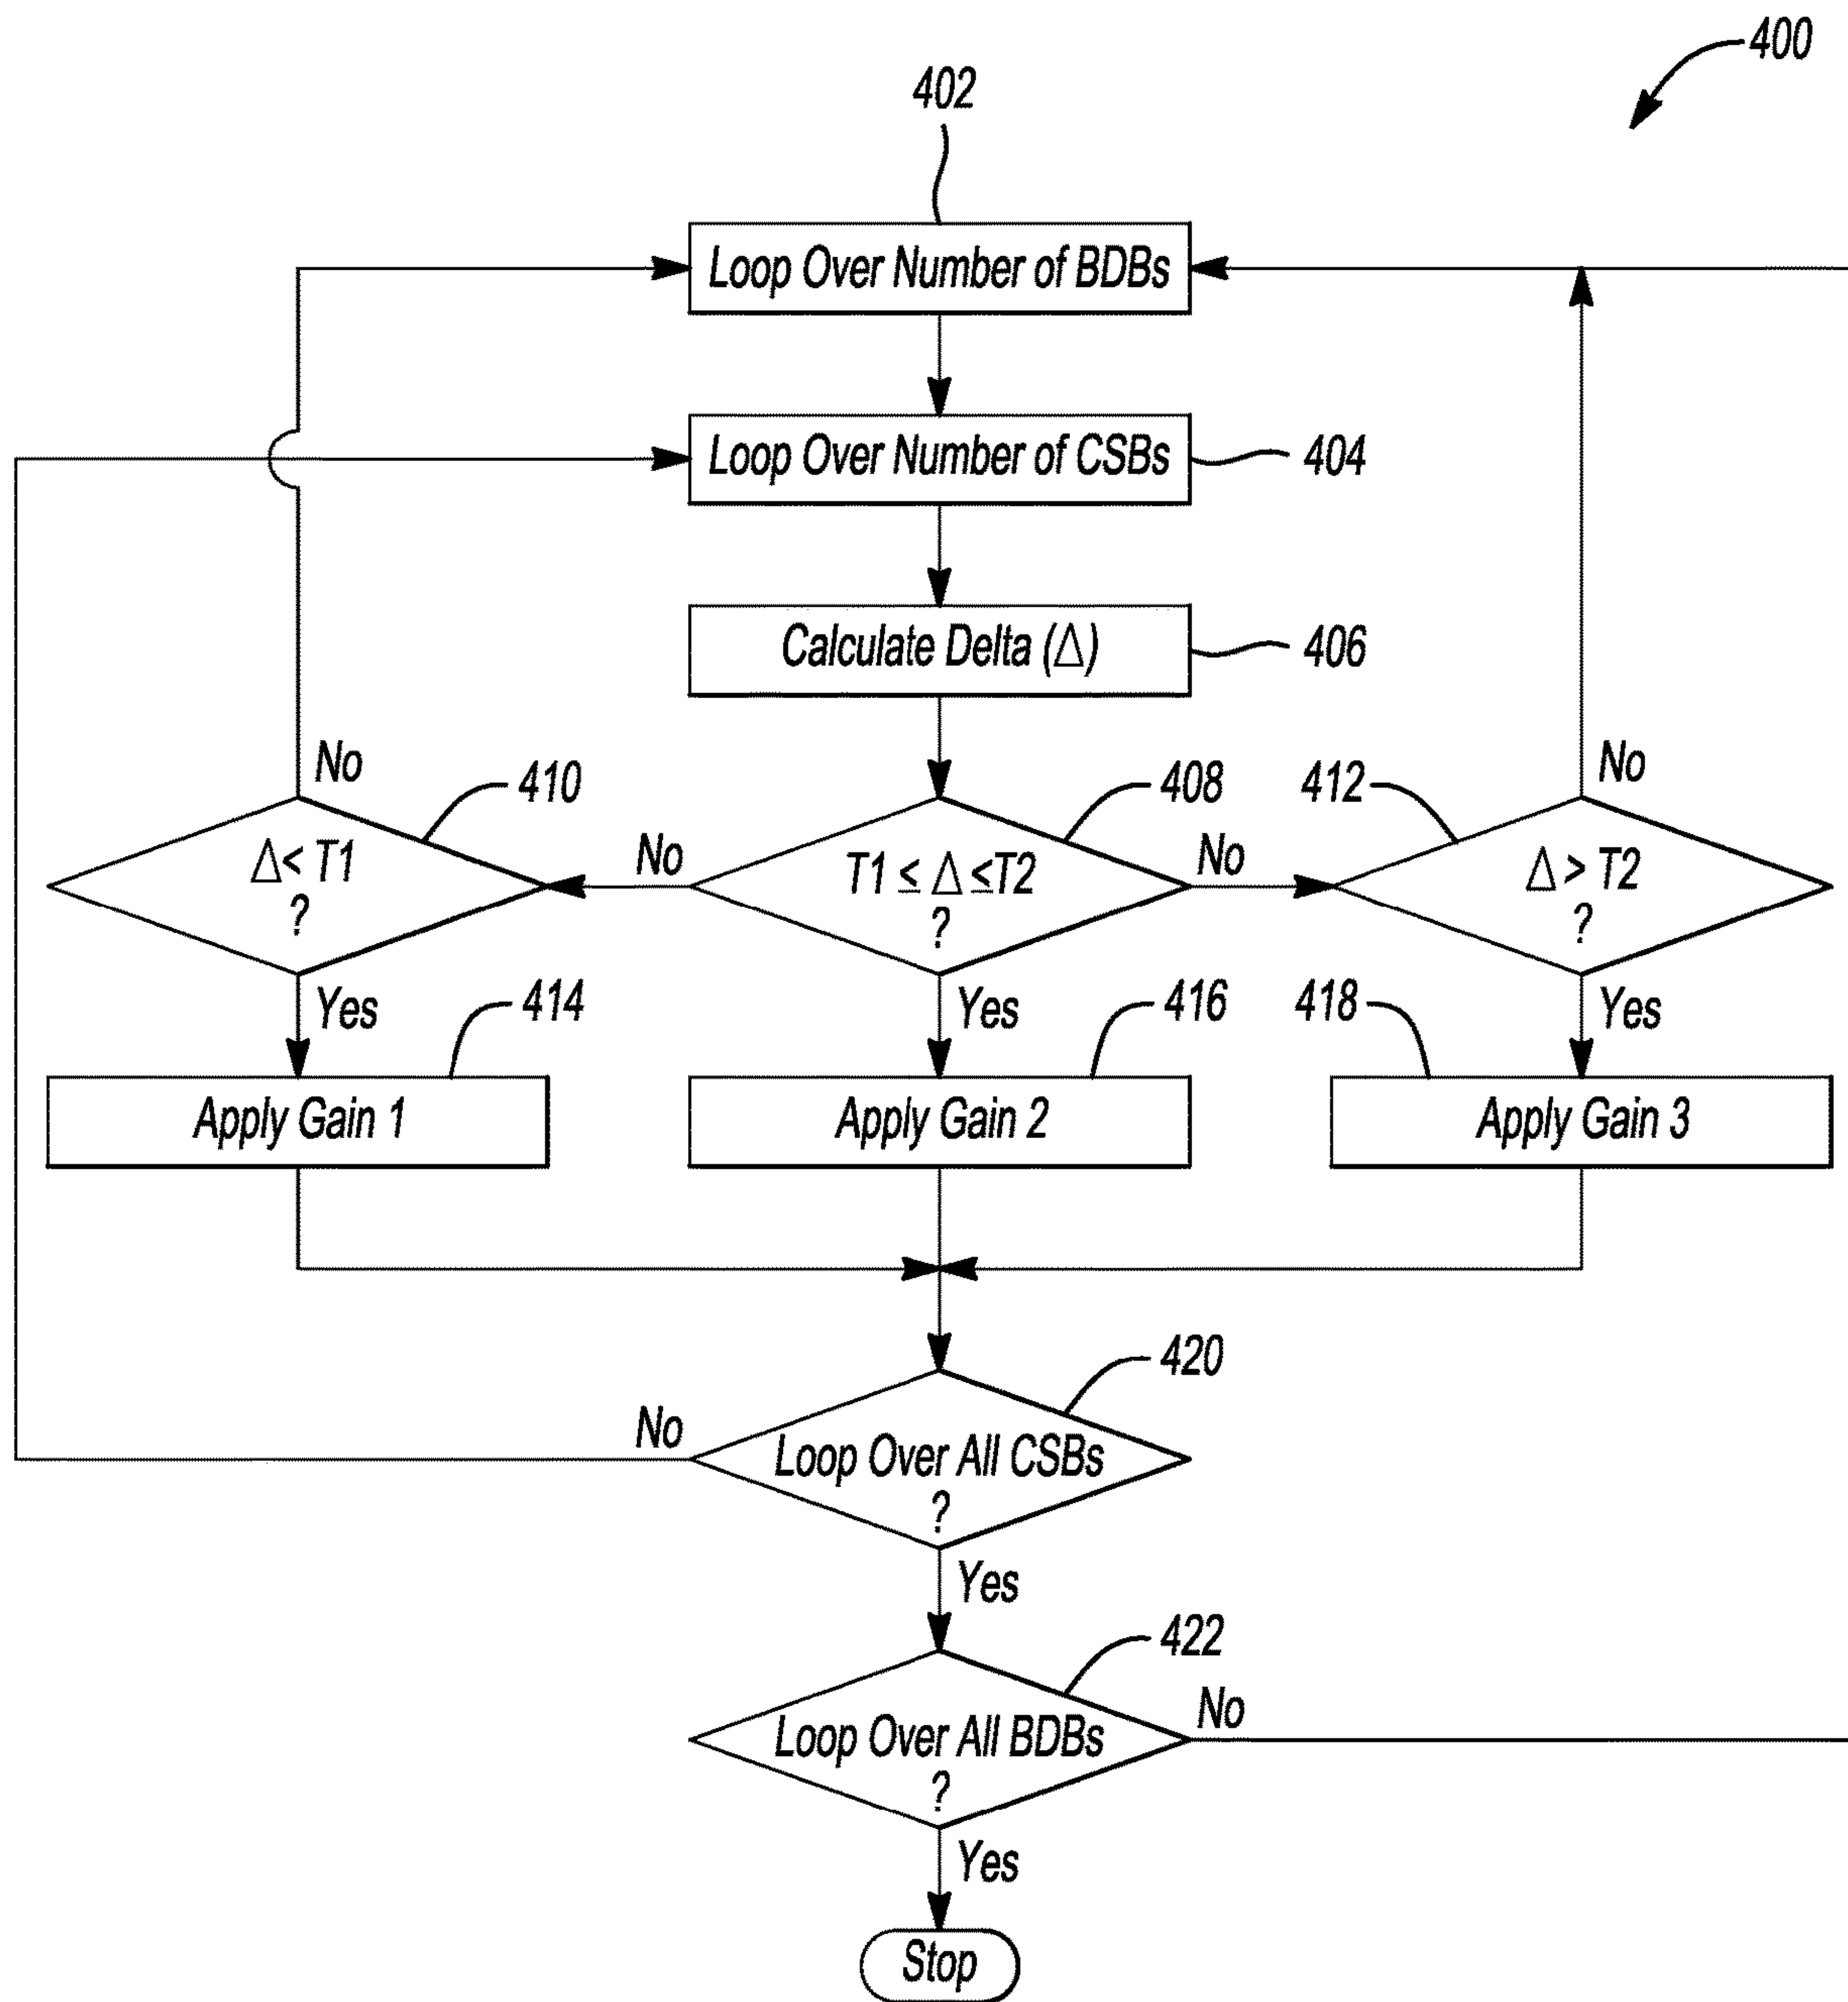 400
402
Loop Over Number of BDBs
Loop Over Number of CSBs
404
Calculate Delta (Δ)
406
No
410
408
412
No
Δ< T1
?
No
T1 ≤ Δ ≤T2
?
No
Δ > T2
?
Yes
414
Yes
416
418
Yes
Apply Gain 1
Apply Gain 2
Apply Gain 3
420
No
Loop Over All CSBs
?
Yes
422
Loop Over All BDBs
?
No
Yes
Stop